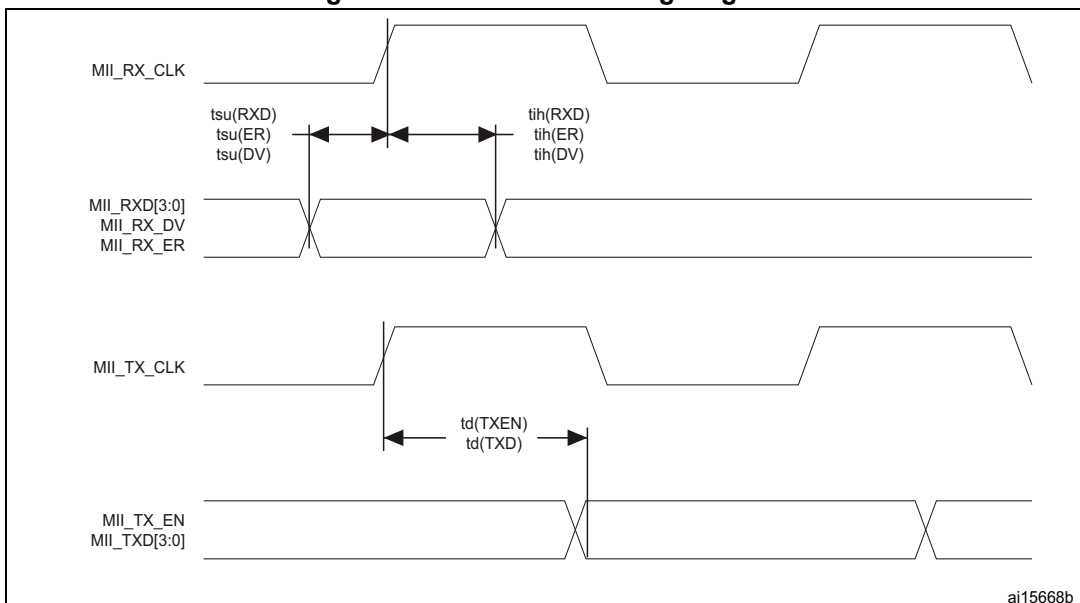 MII_RX_CLK
tsu(RXD)
tsu(ER)
tsu(DV)
tih(RXD)
tih(ER)
tih(DV)
MII_RXD[3:0]
MII_RX_DV
MII_RX_ER
MII_TX_CLK
td(TXEN)
td(TXD)
MII_TX_EN
MII_TXD[3:0]
ai15668b